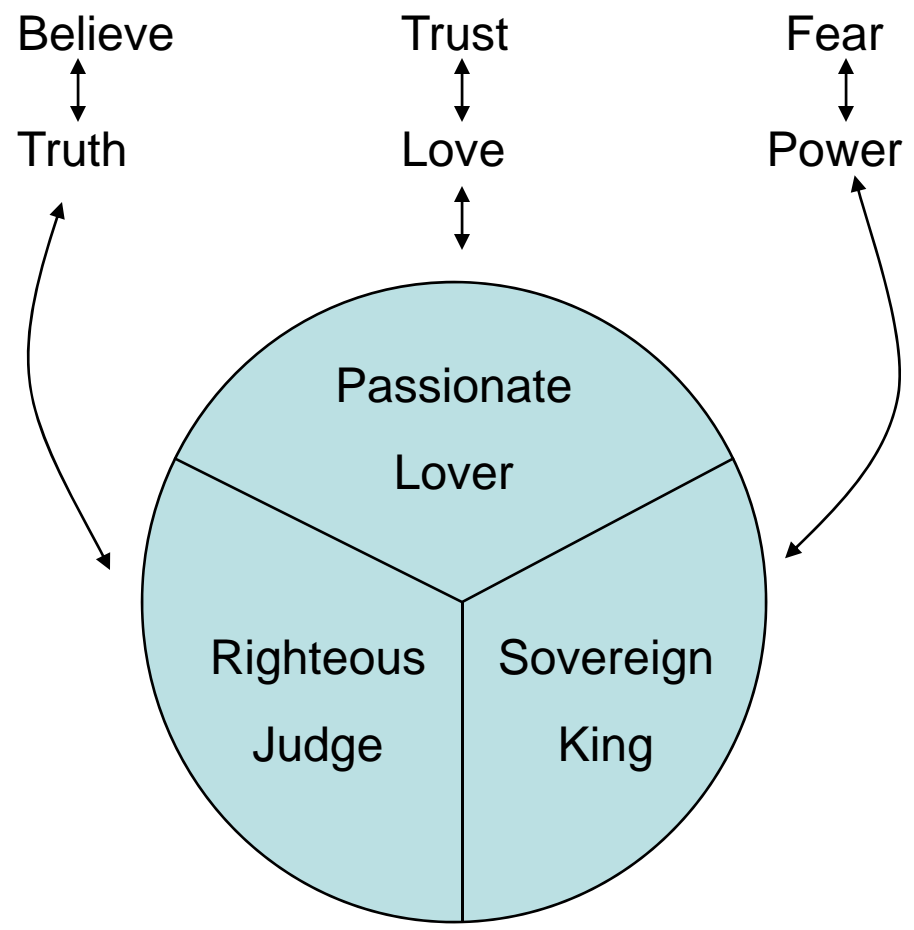 Believe Trust Fear
Truth Love Power
Passionate
Lover
Righteous Sovereign
Judge King